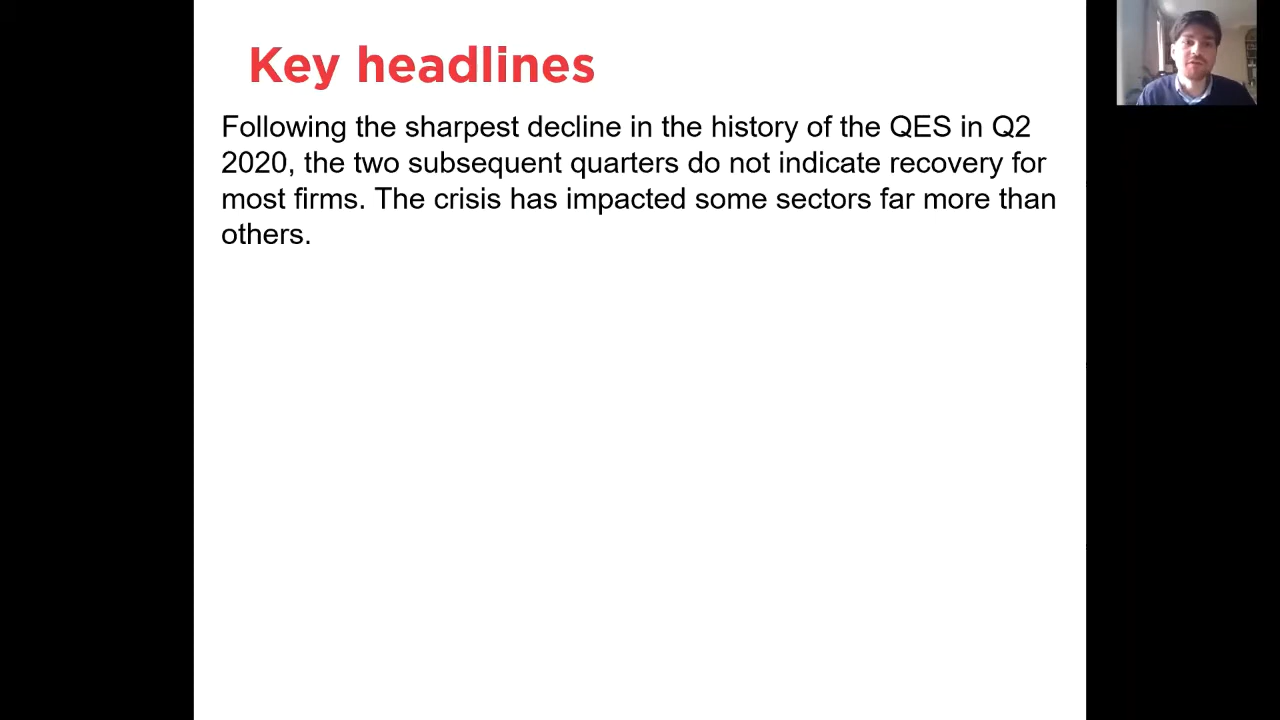 Key headlines
Following the sharpest decline in the history of the QES in Q2
2020, the two subsequent quarters do not indicate recovery for
most firms. The crisis has impacted some sectors far more than
others.